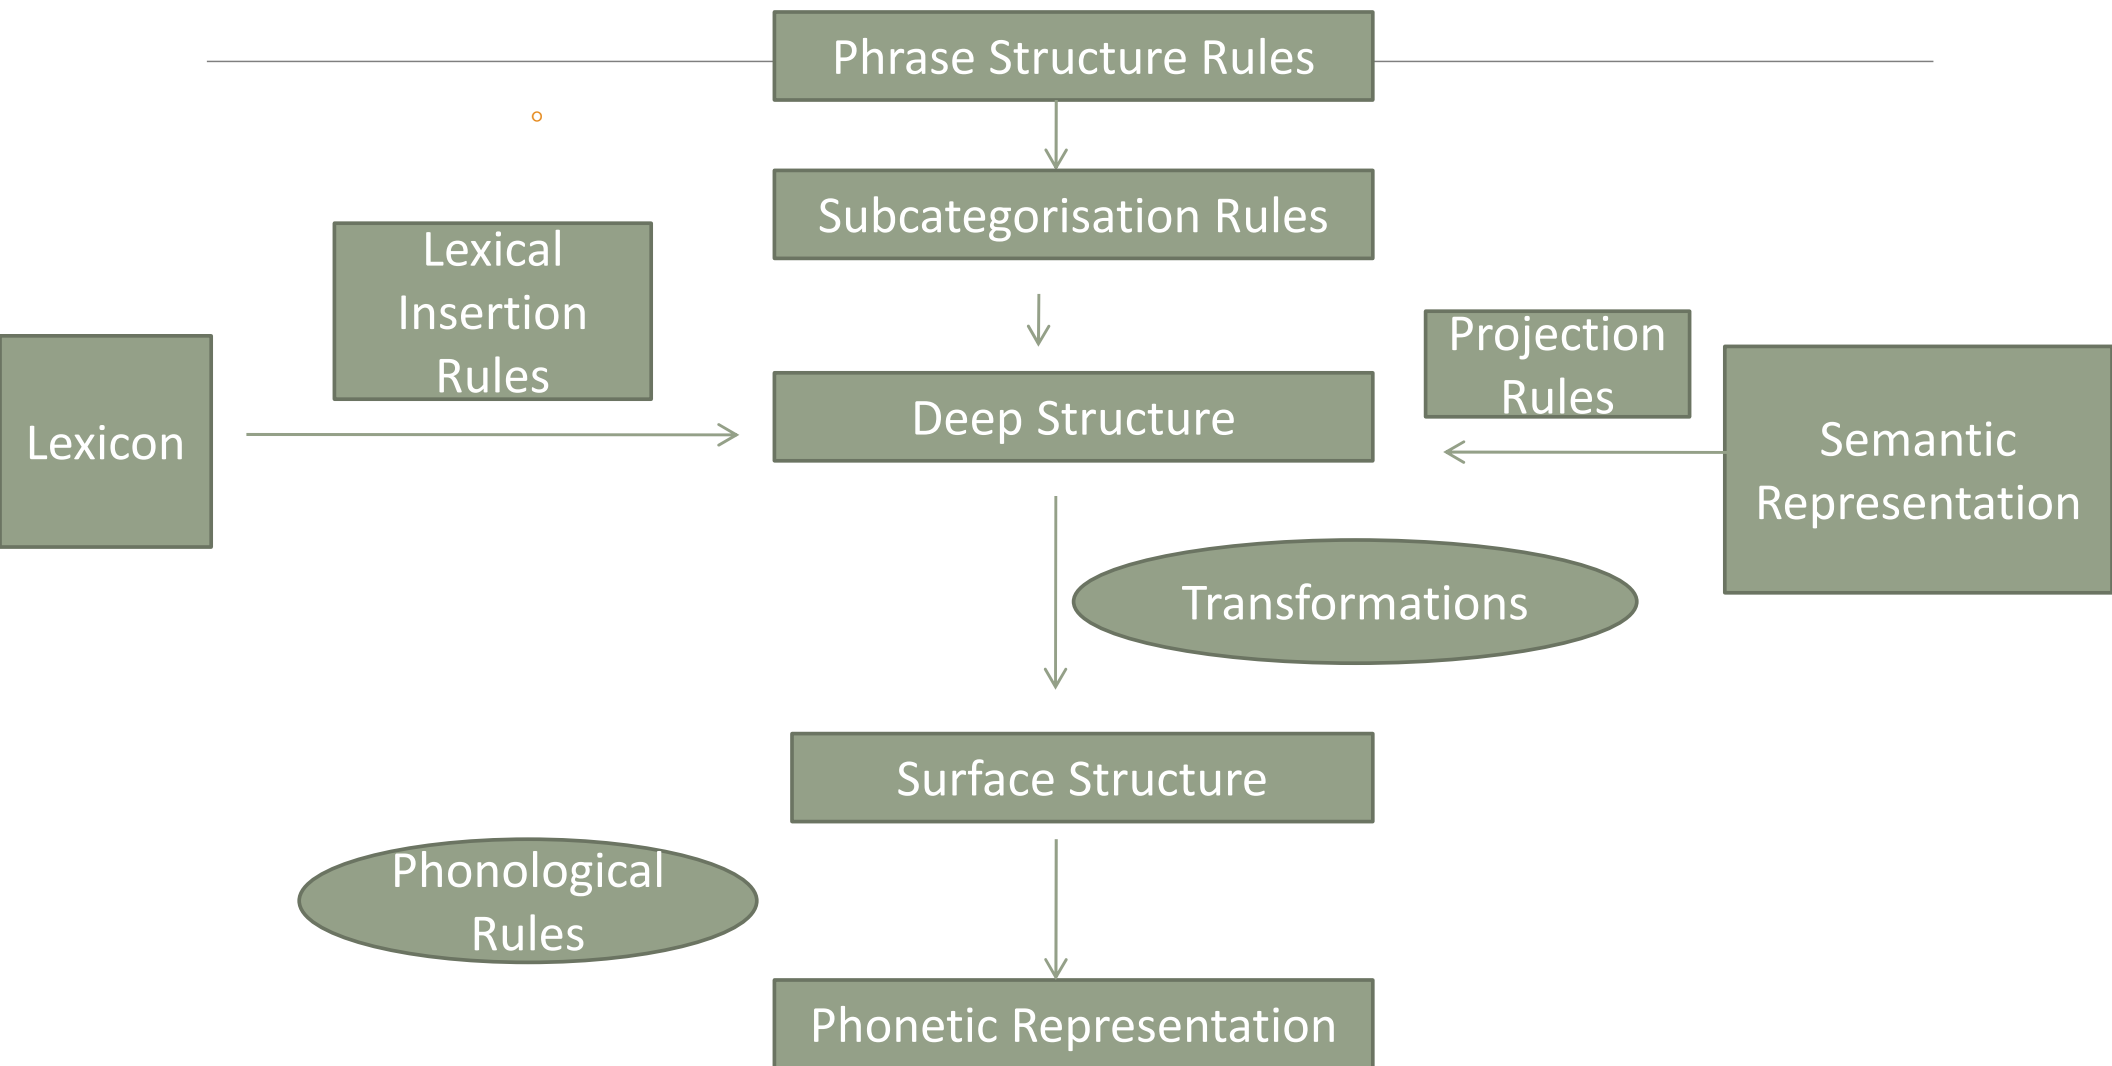 Phrase Structure Rules
Subcategorisation Rules
Lexical
Insertion
Rules
Projection
Rules
Lexicon
Deep Structure
Semantic
Representation
Transformations
Surface Structure
Phonological
Rules
Phonetic Representation